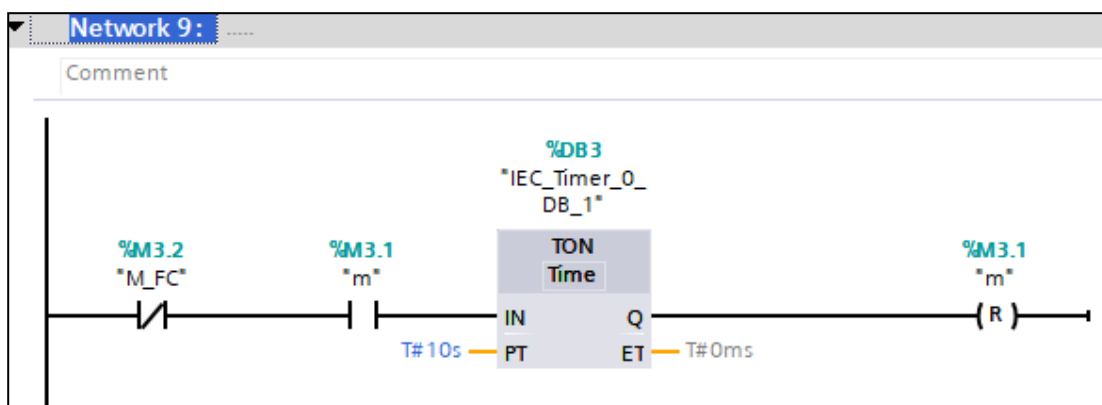 Network 9: .....
Comment
%DB3
"IEC_Timer_0_
DB_1"
%M3.2 %M3.1 TON %M3.1
"M_FC" "m" Time "m"
IN Q R
T#10s PT ET T#0ms